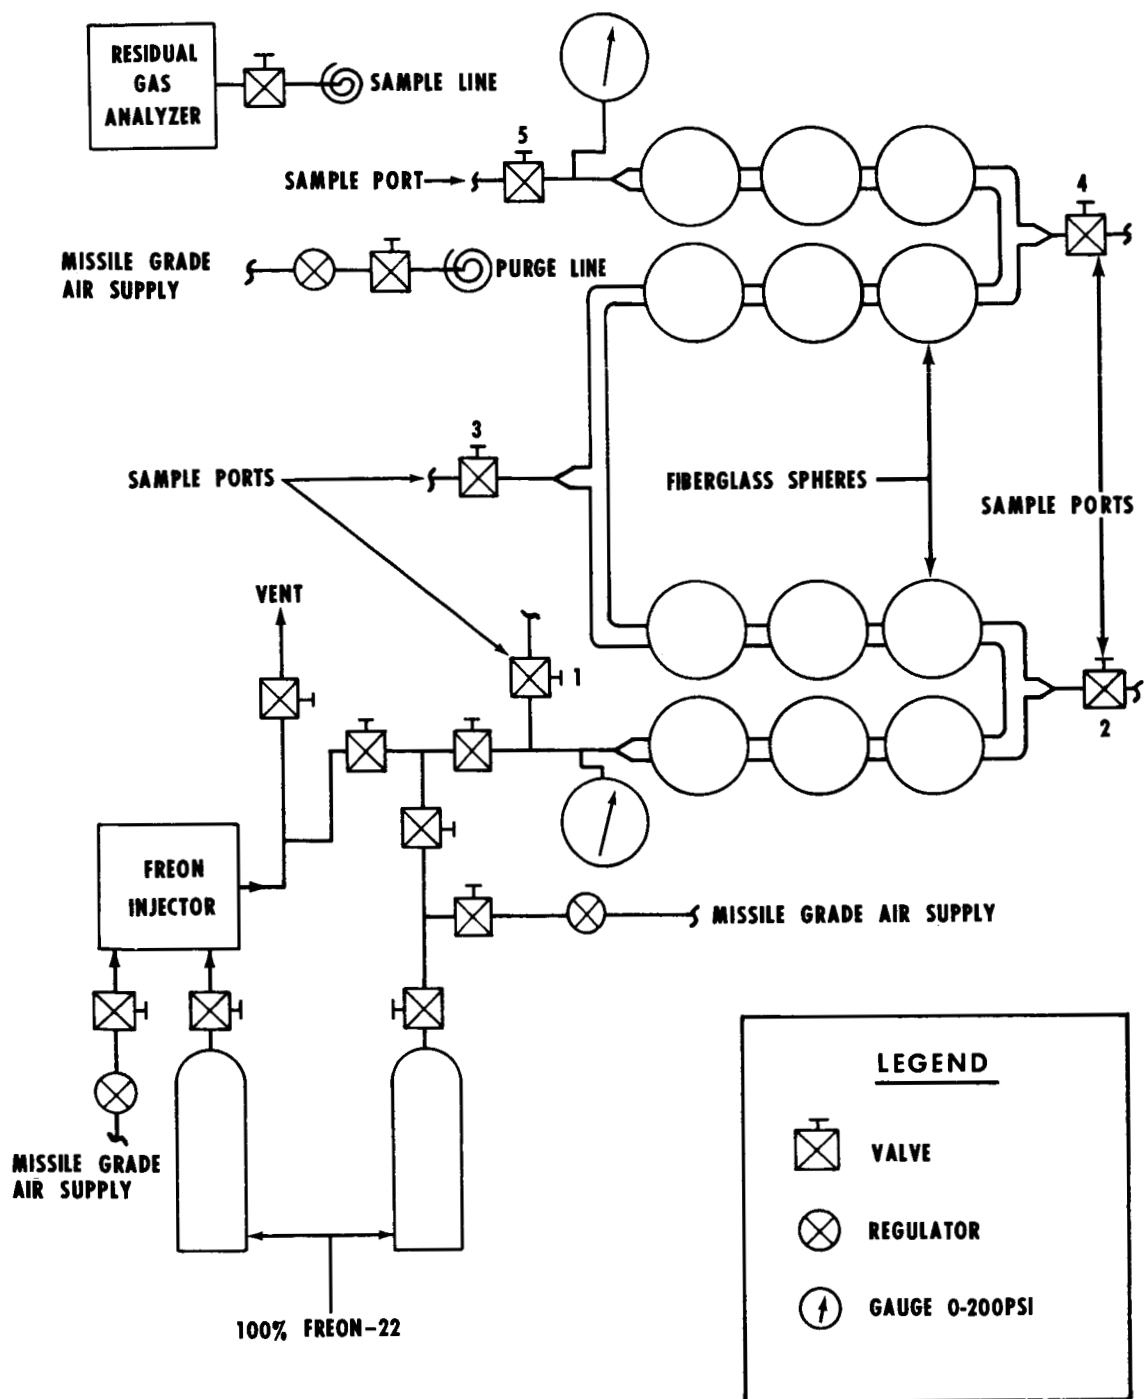 RESIDUAL
GAS
ANALYZER
SAMPLE LINE
5
SAMPLE PORT
4
MISSILE GRADE
AIR SUPPLY
PURGE LINE
3
SAMPLE PORTS
FIBERGLASS SPHERES
SAMPLE PORTS
VENT
1
2
FREON
INJECTOR
MISSILE GRADE AIR SUPPLY
MISSILE GRADE
AIR SUPPLY
100% FREON-22
LEGEND
VALVE
REGULATOR
GAUGE 0-200PSI